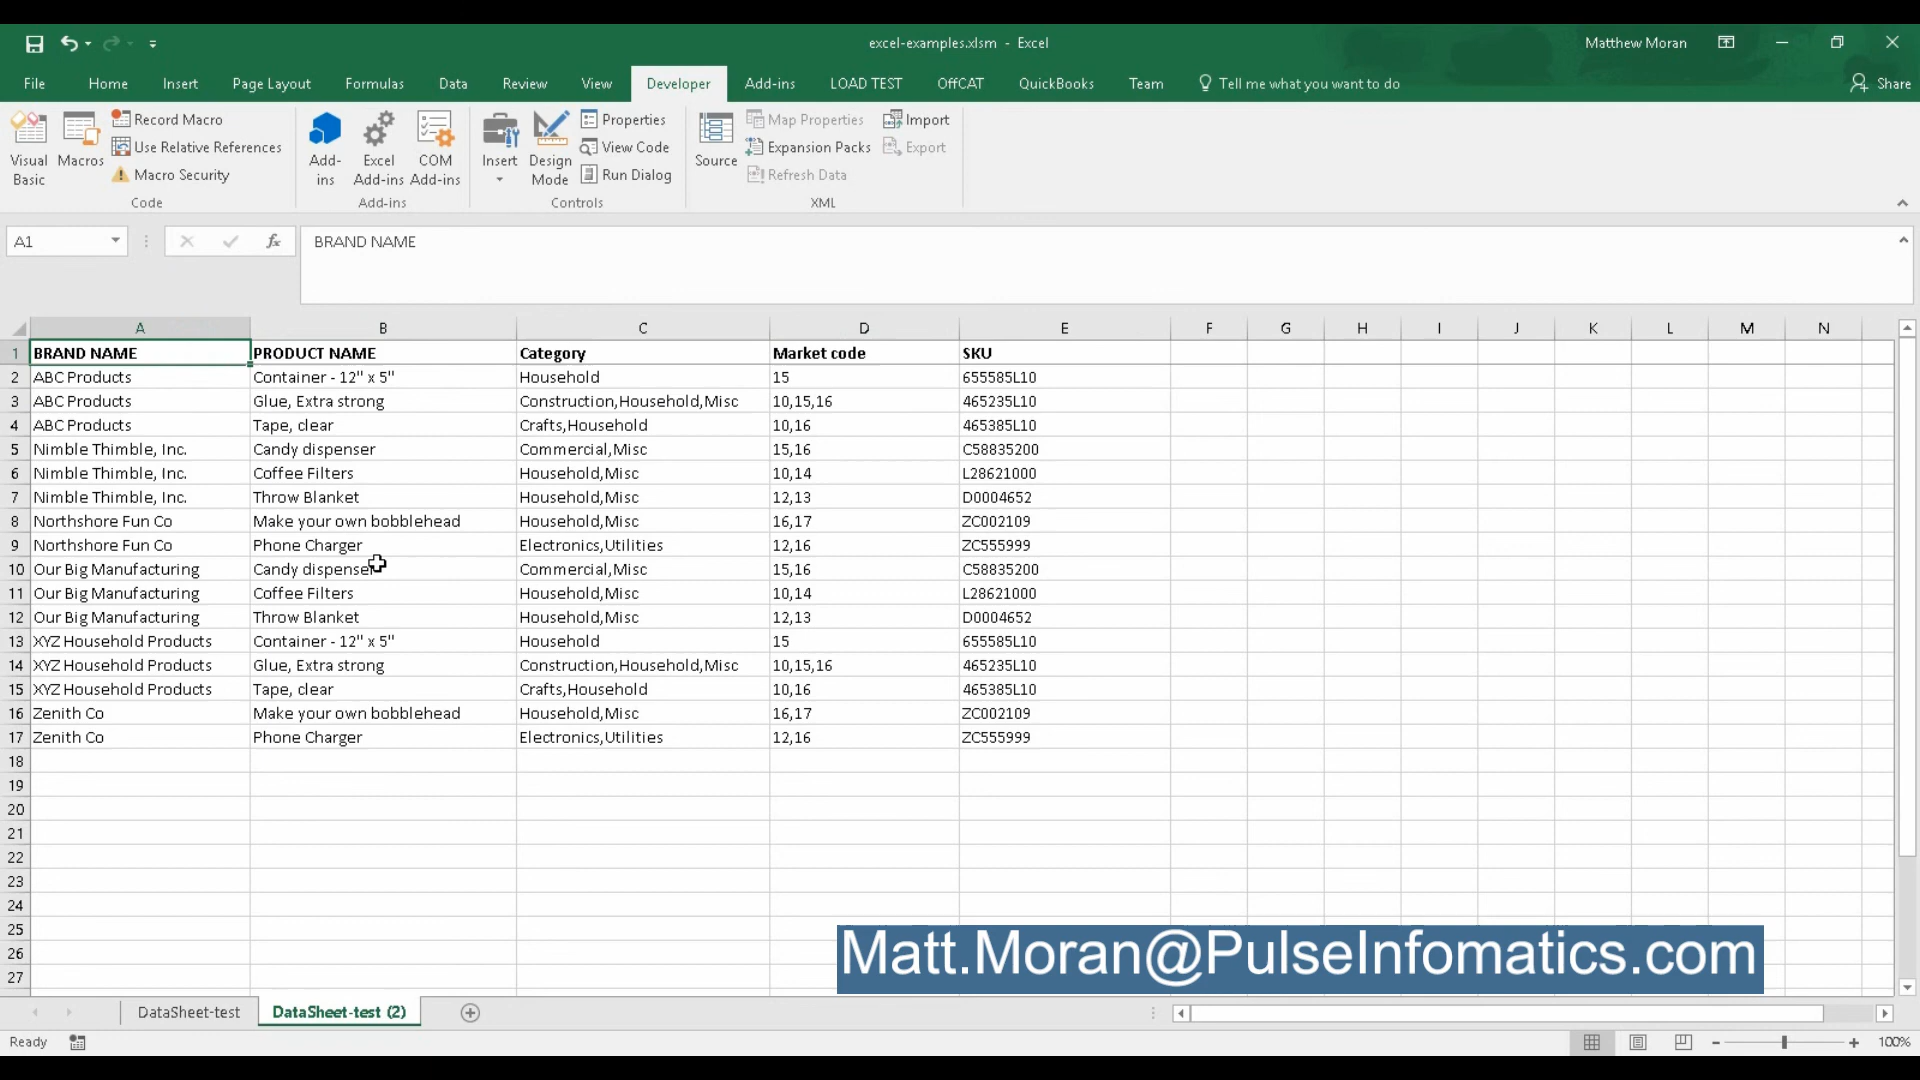 excel-examples.xlsm - Excel
Matthew Moran
File Home Insert Page Layout Formulas Data Review View Developer Add-ins LOAD TEST OffCAT QuickBooks Team Tell me what you want to do Share
Visual Basic
Macros
Record Macro
Use Relative References
Macro Security
Code
Add-ins
Excel Add-ins
COM Add-ins
Add-ins
Insert
Design Mode
Properties
View Code
Run Dialog
Controls
Source
Map Properties
Expansion Packs
Refresh Data
Import
Export
XML
A1 fx BRAND NAME
A B C D E F G H I J K L M N
1 BRAND NAME PRODUCT NAME Category Market code SKU
2 ABC Products Container - 12" x 5" Household 15 655585L10
3 ABC Products Glue, Extra strong Construction,Household,Misc 10,15,16 465235L10
4 ABC Products Tape, clear Crafts,Household 10,16 465385L10
5 Nimble Thimble, Inc. Candy dispenser Commercial,Misc 15,16 C58835200
6 Nimble Thimble, Inc. Coffee Filters Household,Misc 10,14 L28621000
7 Nimble Thimble, Inc. Throw Blanket Household,Misc 12,13 D0004652
8 Northshore Fun Co Make your own bobblehead Household,Misc 16,17 ZC002109
9 Northshore Fun Co Phone Charger Electronics,Utilities 12,16 ZC555999
10 Our Big Manufacturing Candy dispenser Commercial,Misc 15,16 C58835200
11 Our Big Manufacturing Coffee Filters Household,Misc 10,14 L28621000
12 Our Big Manufacturing Throw Blanket Household,Misc 12,13 D0004652
13 XYZ Household Products Container - 12" x 5" Household 15 655585L10
14 XYZ Household Products Glue, Extra strong Construction,Household,Misc 10,15,16 465235L10
15 XYZ Household Products Tape, clear Crafts,Household 10,16 465385L10
16 Zenith Co Make your own bobblehead Household,Misc 16,17 ZC002109
17 Zenith Co Phone Charger Electronics,Utilities 12,16 ZC555999
18
19
20
21
22
23
24
25
26
27
Matt.Moran@PulseInfomatics.com
DataSheet-test DataSheet-test (2)
Ready 100%